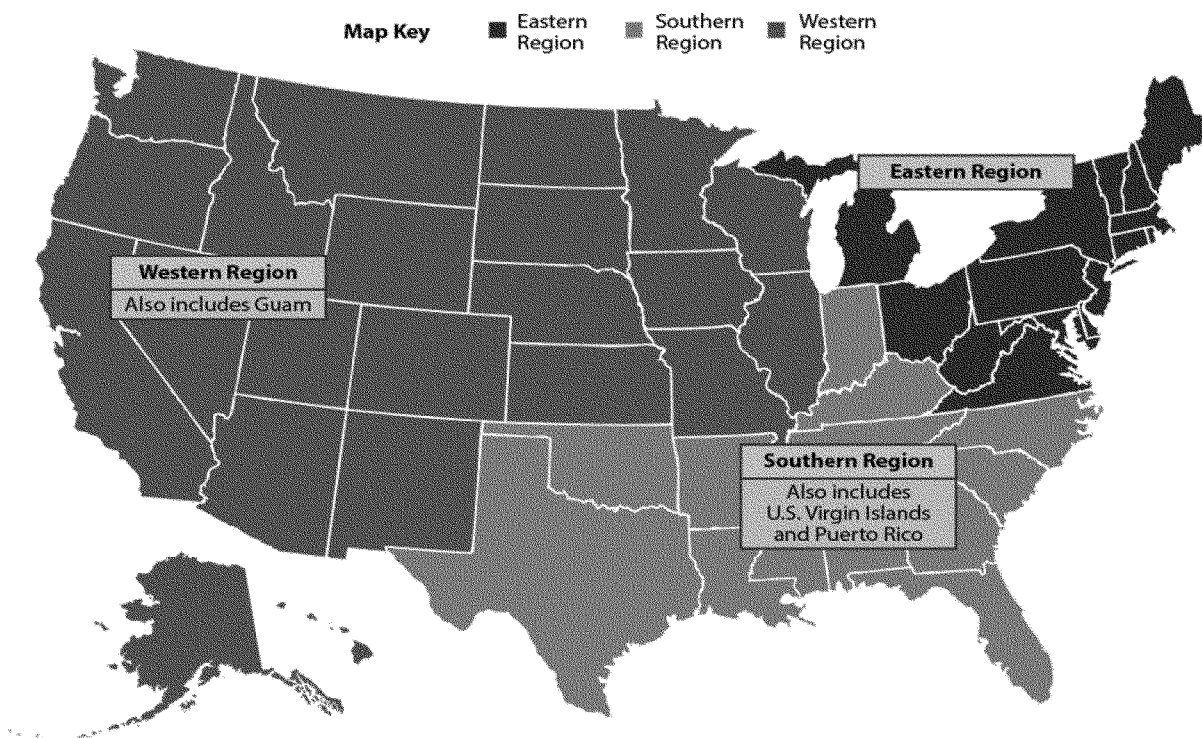 Map Key
Eastern
Region
Southern
Region
Western
Region
Eastern Region
Western Region
Also includes Guam
Southern Region
Also includes
U.S. Virgin Islands
and Puerto Rico